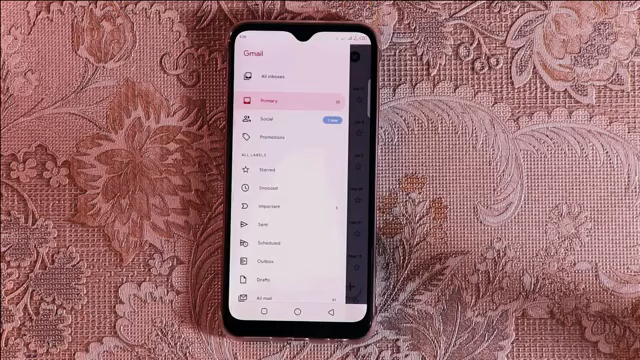 Gmail
All inboxes
Primary
Social
Promotions
ALL LABELS
Starred
Snoozed
Important
Sent
Scheduled
Outbox
Drafts
All mail